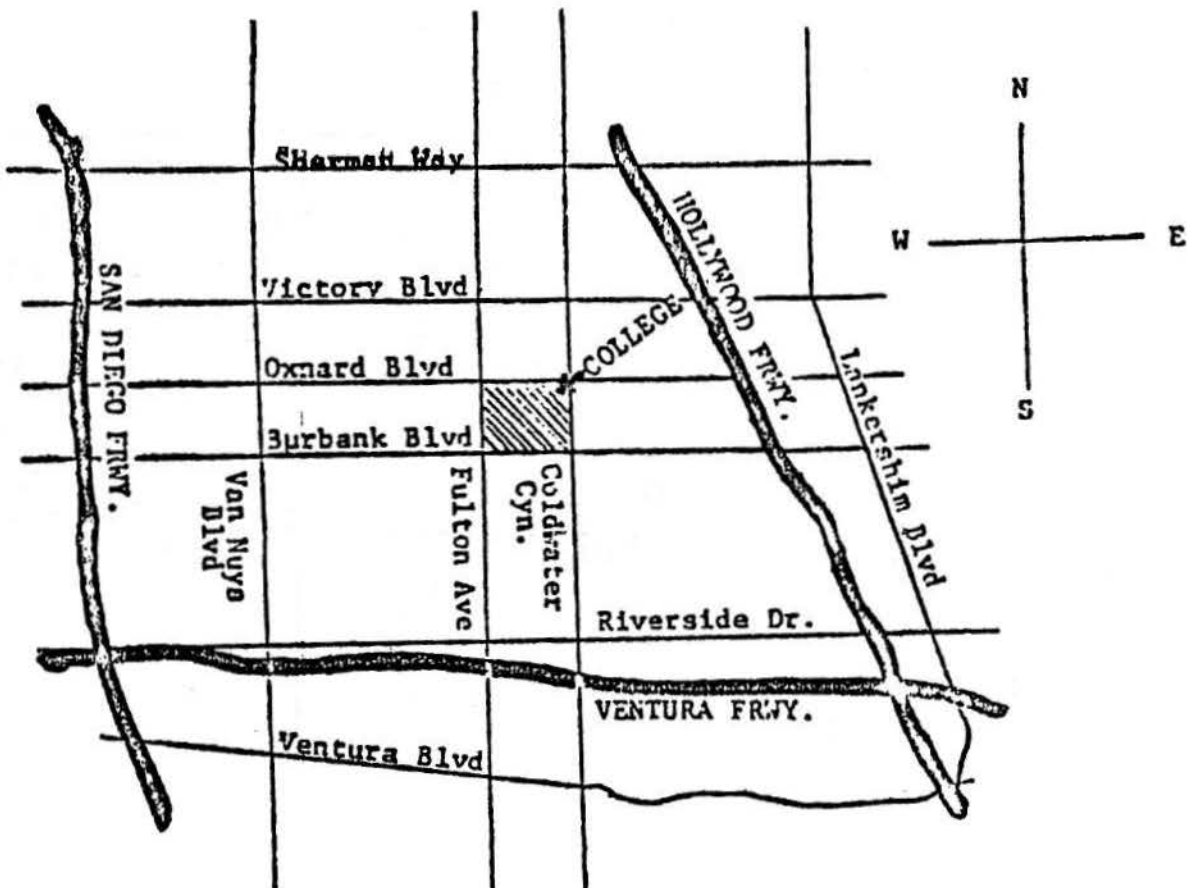 N
Sherman Way
HOLLYWOOD FRWY.
W
E
SAN DIEGO FRWY.
Victory Blvd
COLLEGE
Oxnard Blvd
Lankershim Blvd
S
Burbank Blvd
Van Nuys
Blvd
Fulton Ave
Coldwater
Cyn.
Riverside Dr.
VENTURA FRWY.
Ventura Blvd